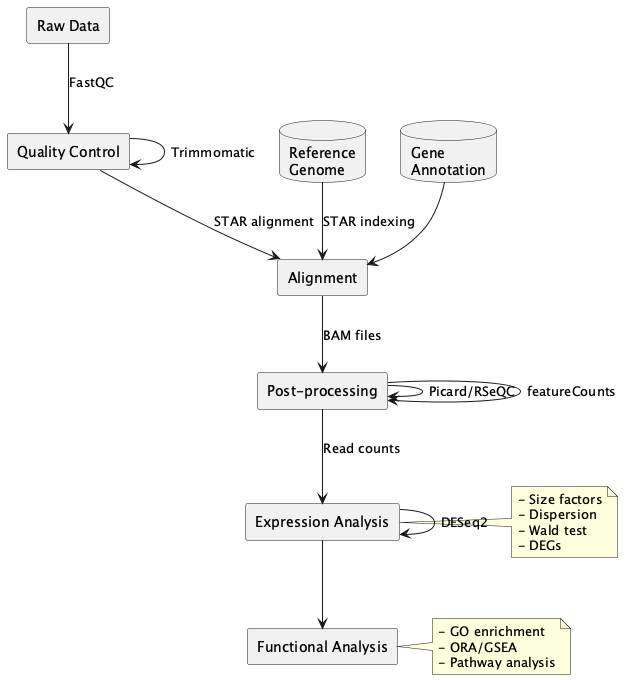 Raw Data
FastQC
Quality Control
Trimmomatic
Reference
Genome
Gene
Annotation
STAR alignment
STAR indexing
Alignment
BAM files
Post-processing
Picard/RSeQC
featureCounts
Read counts
Expression Analysis
DESeq2
- Size factors
- Dispersion
- Wald test
- DEGs
Functional Analysis
- GO enrichment
- ORA/GSEA
- Pathway analysis